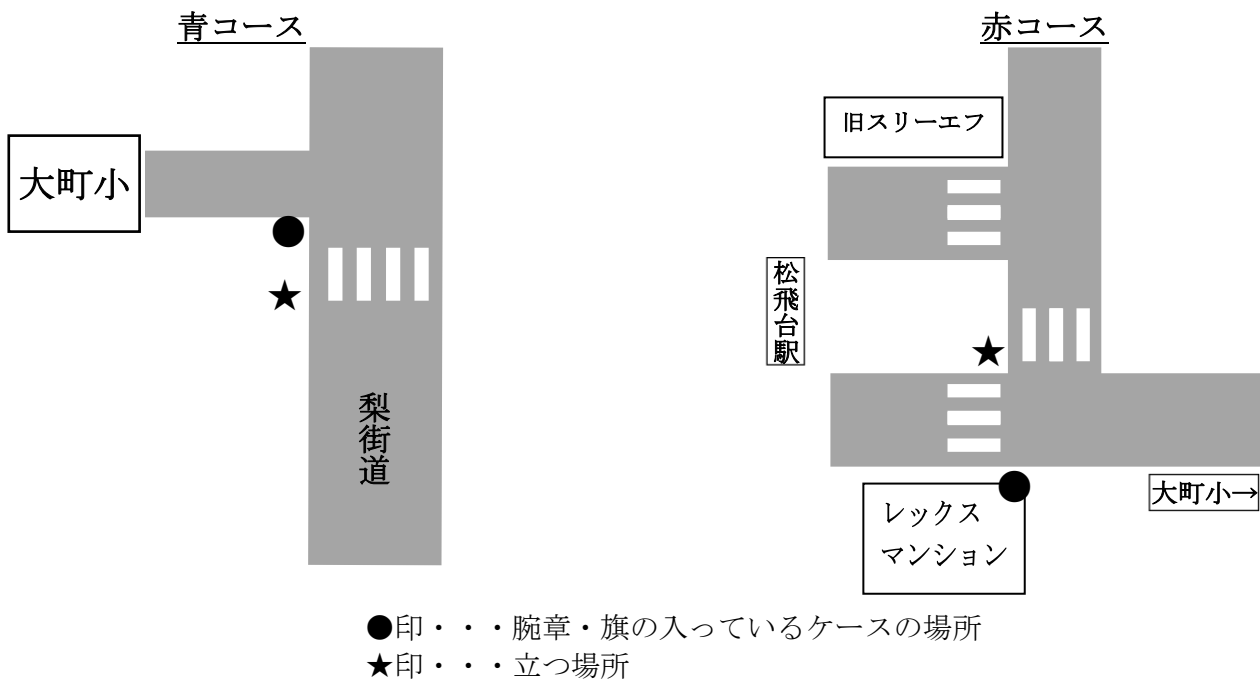 青コース
大町小
梨街道
赤コース
旧スリーエフ
松飛台駅
レックス
マンション
大町小→
●印・・・腕章・旗の入っているケースの場所
★印・・・立つ場所